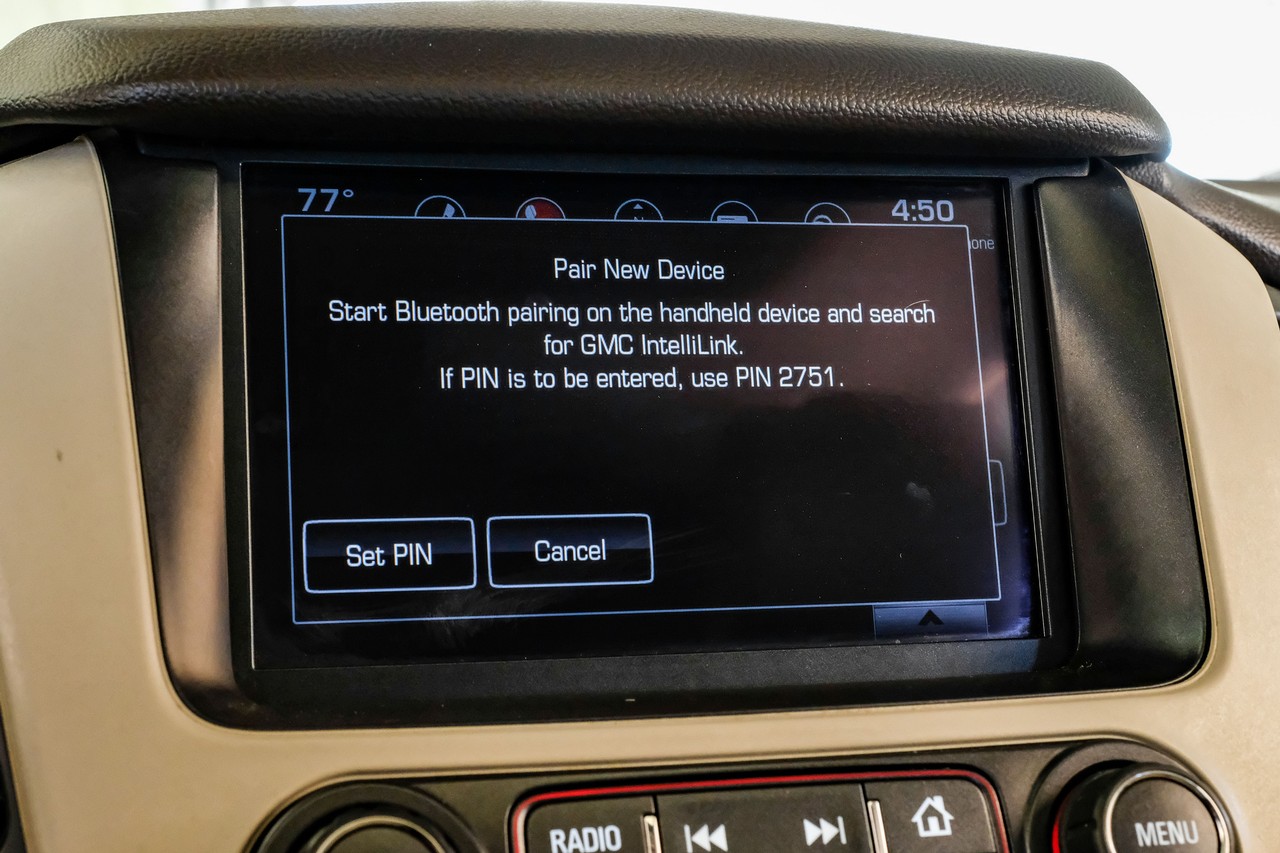 77° 4:50
one
Pair New Device
Start Bluetooth pairing on the handheld device and search
for GMC IntelliLink.
If PIN is to be entered, use PIN 2751.
Set PIN Cancel
RADIO MENU